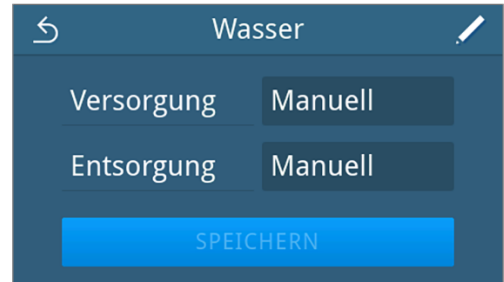 Wasser
Versorgung Manuell
Entsorgung Manuell
SPEICHERN